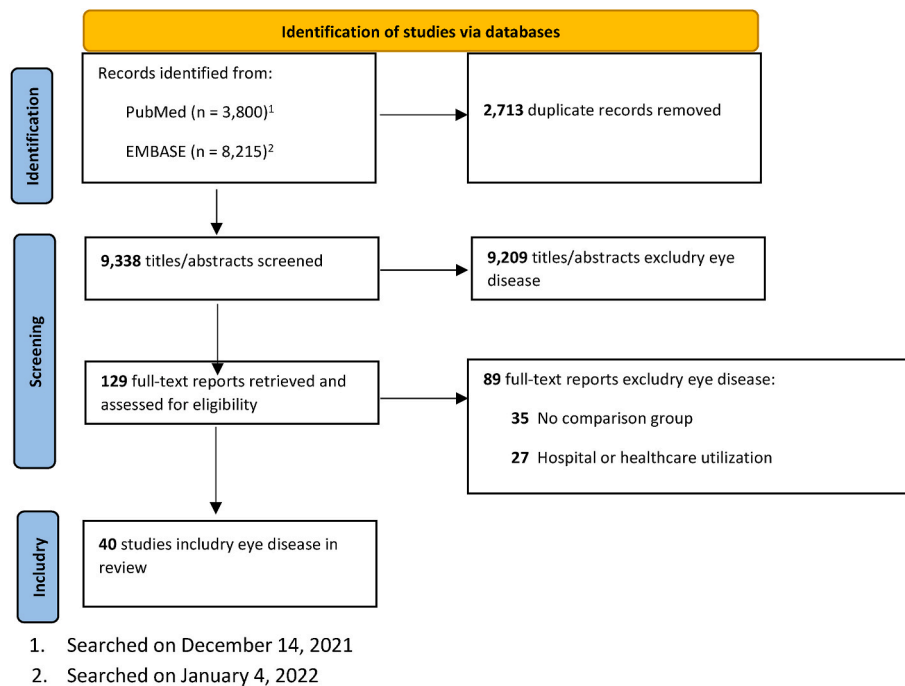 Identification of studies via databases
Identification
Records identified from:
PubMed (n = 3,800)1
EMBASE (n = 8,215)2
2,713 duplicate records removed
Screening
9,338 titles/abstracts screened
9,209 titles/abstracts excludry eye
disease
129 full-text reports retrieved and
assessed for eligibility
89 full-text reports excludry eye disease:
35 No comparison group
27 Hospital or healthcare utilization
Includry
40 studies includry eye disease in
review
1. Searched on December 14, 2021
2. Searched on January 4, 2022